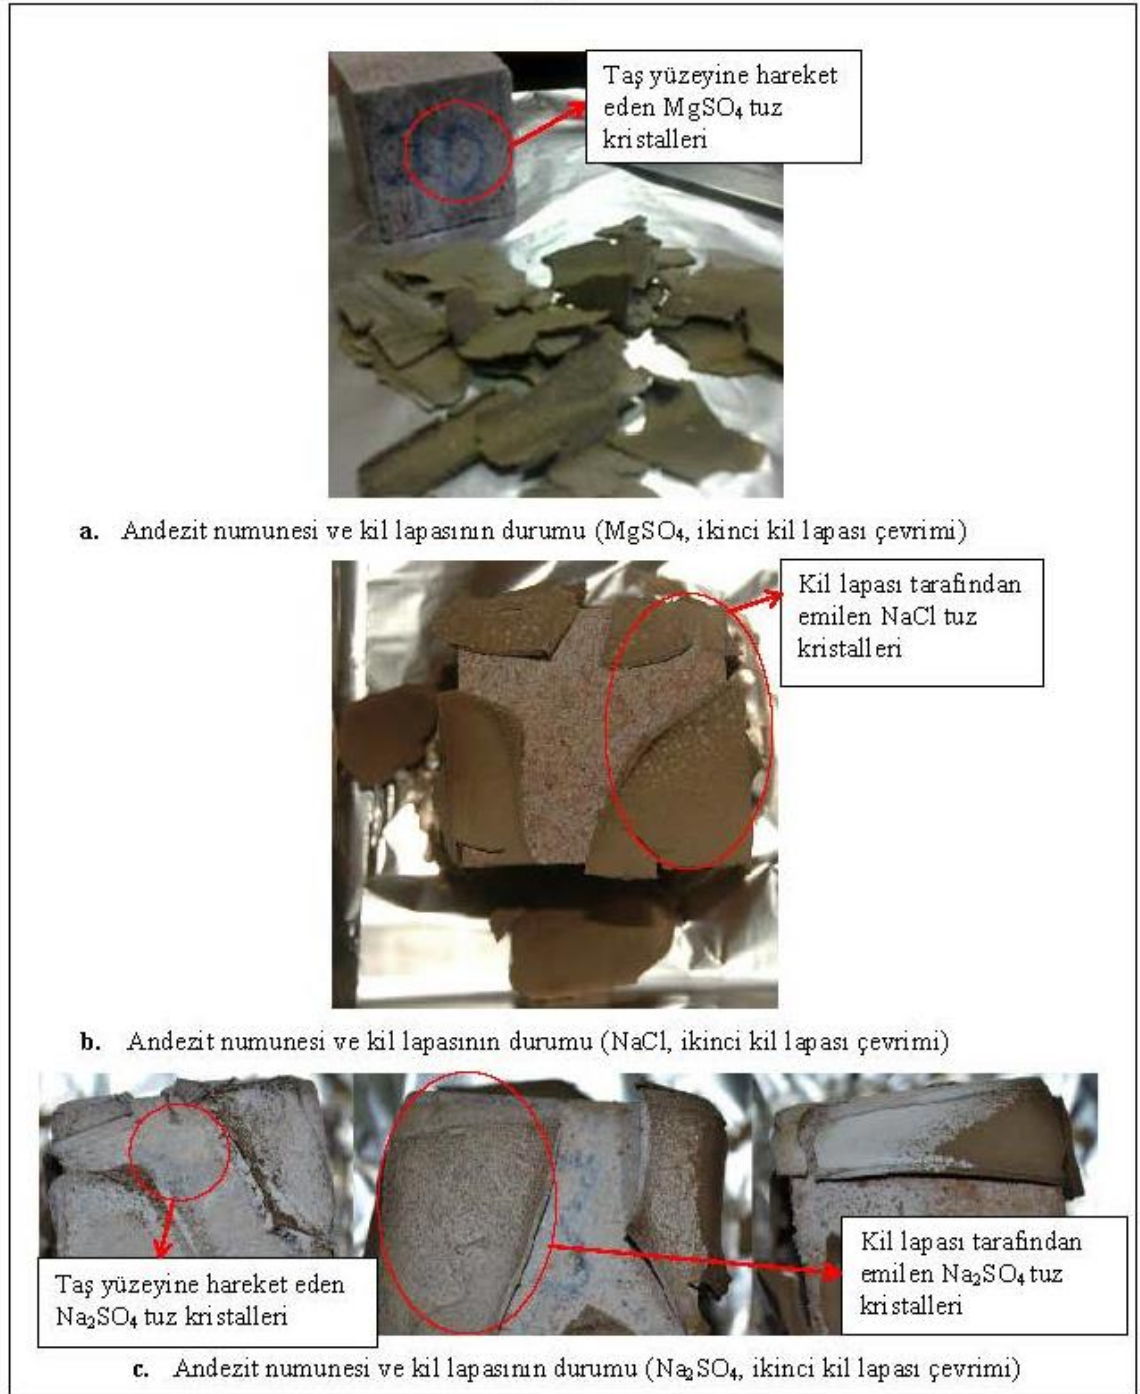 Taş yüzeyine hareket
eden MgSO₄ tuz
kristalleri
a. Andezit numunesi ve kil lapasının durumu (MgSO₄, ikinci kil lapası çevrimi)
Kil lapası tarafından
emilen NaCl tuz
kristalleri
b. Andezit numunesi ve kil lapasının durumu (NaCl, ikinci kil lapası çevrimi)
Taş yüzeyine hareket eden
Na₂SO₄ tuz kristalleri
Kil lapası tarafından
emilen Na₂SO₄ tuz
kristalleri
c. Andezit numunesi ve kil lapasının durumu (Na₂SO₄, ikinci kil lapası çevrimi)